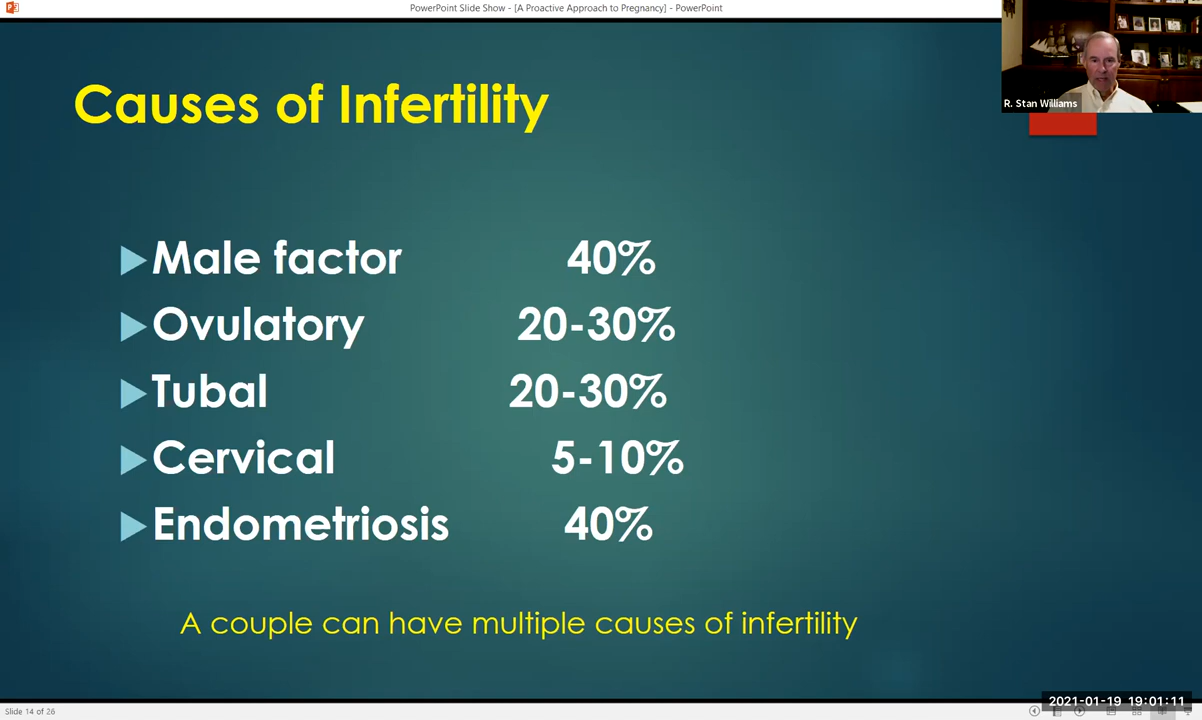 PowerPoint Slide Show - [A Proactive Approach to Pregnancy] - PowerPoint
R. Stan Williams
Causes of Infertility
Male factor 40%
Ovulatory 20-30%
Tubal 20-30%
Cervical 5-10%
Endometriosis 40%
A couple can have multiple causes of infertility
2021-01-19 19:01:11
Slide 14 of 26